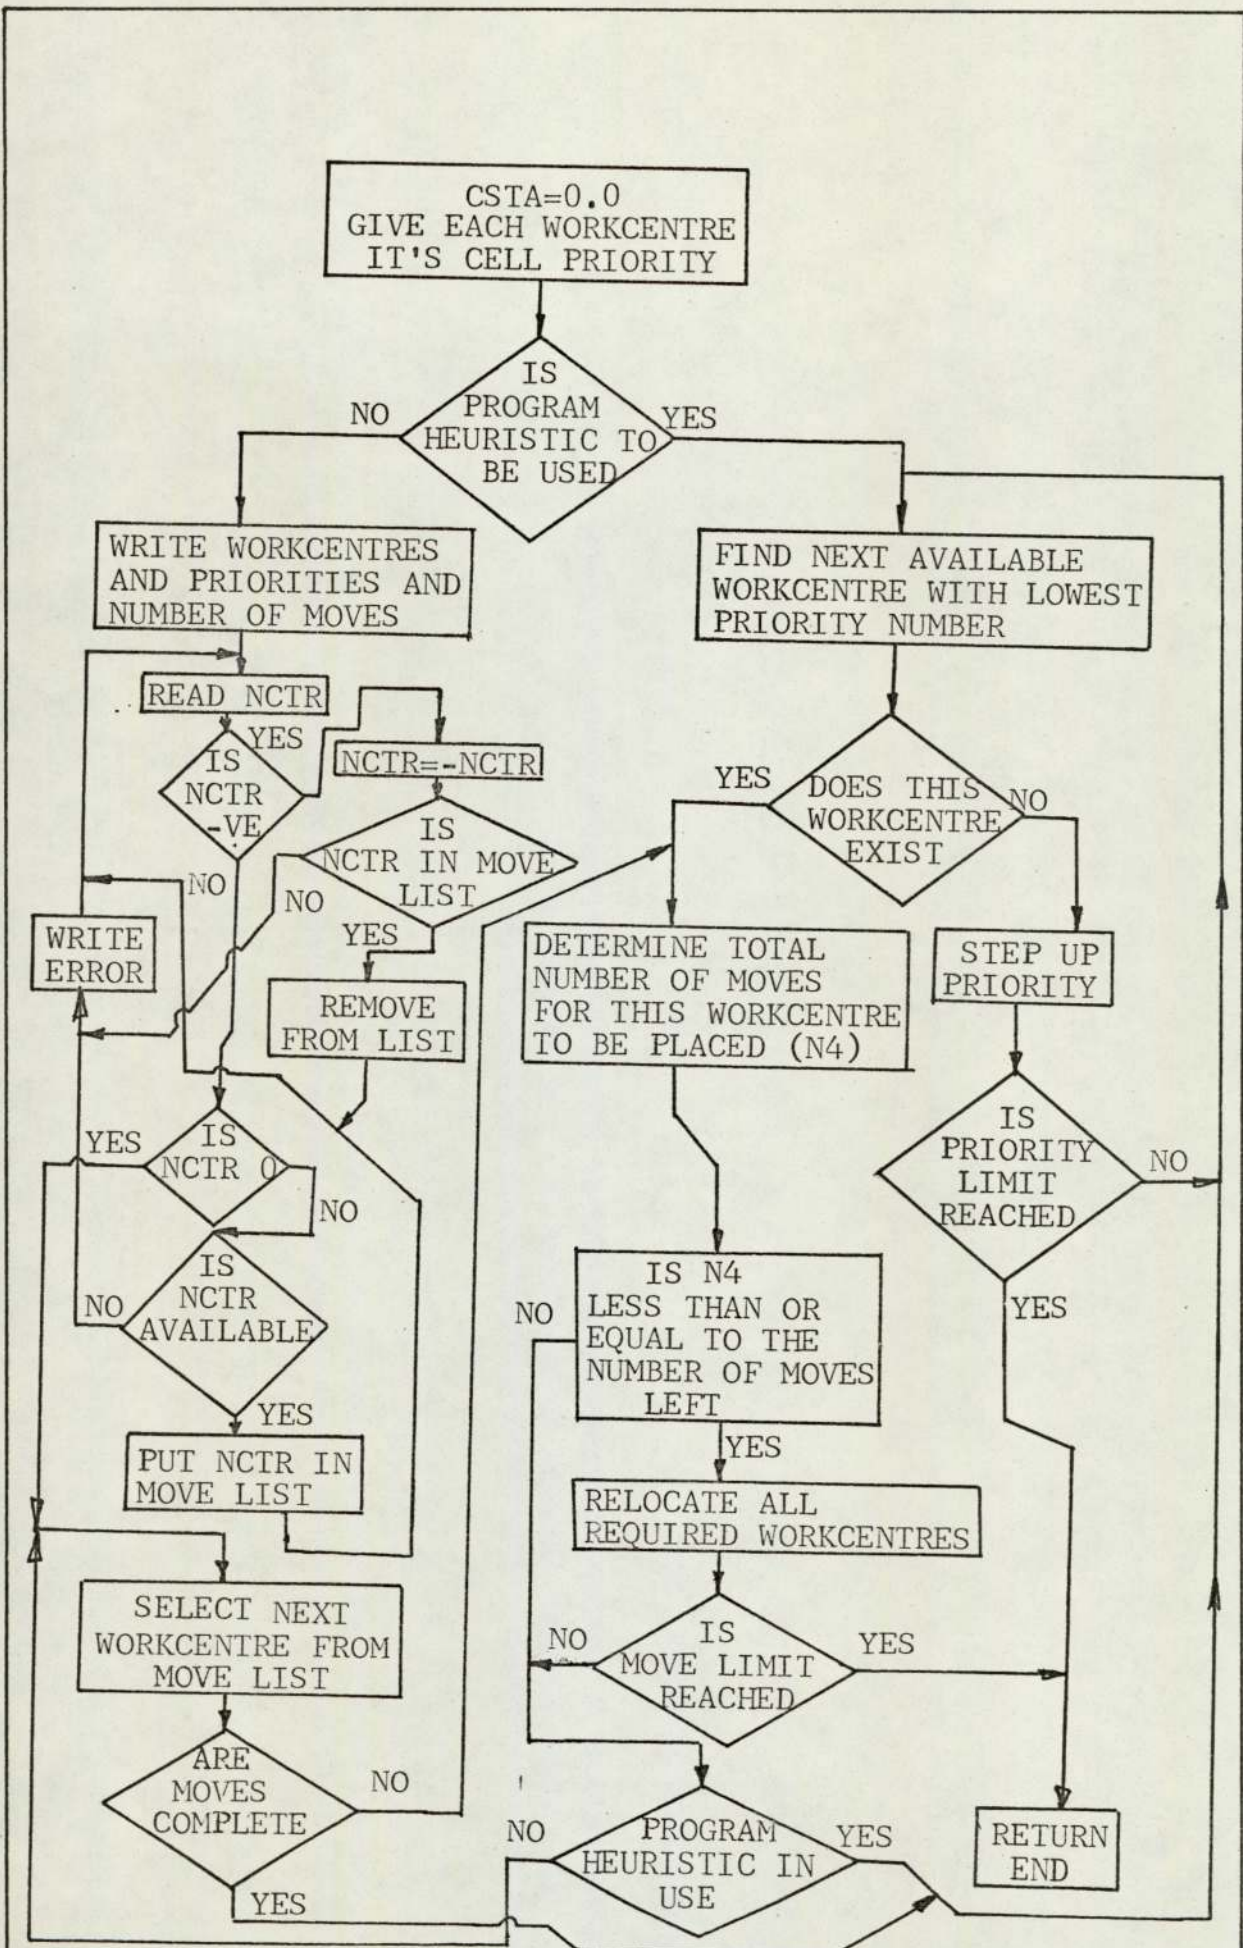 CSTA=0.0
GIVE EACH WORKCENTRE
IT'S CELL PRIORITY
IS
PROGRAM
HEURISTIC TO
BE USED
NO
YES
WRITE WORKCENTRES
AND PRIORITIES AND
NUMBER OF MOVES
FIND NEXT AVAILABLE
WORKCENTRE WITH LOWEST
PRIORITY NUMBER
READ NCTR
IS
NCTR
-VE
YES
NO
NCTR=-NCTR
IS
NCTR IN MOVE
LIST
NO
YES
WRITE
ERROR
REMOVE
FROM LIST
DOES THIS
WORKCENTRE
EXIST
YES
NO
DETERMINE TOTAL
NUMBER OF MOVES
FOR THIS WORKCENTRE
TO BE PLACED (N4)
STEP UP
PRIORITY
IS
PRIORITY
LIMIT
REACHED
NO
YES
IS
NCTR 0
YES
NO
IS
NCTR
AVAILABLE
NO
YES
PUT NCTR IN
MOVE LIST
IS N4
LESS THAN OR
EQUAL TO THE
NUMBER OF MOVES
LEFT
NO
YES
RELOCATE ALL
REQUIRED WORKCENTRES
SELECT NEXT
WORKCENTRE FROM
MOVE LIST
IS
MOVE LIMIT
REACHED
NO
YES
ARE
MOVES
COMPLETE
NO
YES
PROGRAM
HEURISTIC IN
USE
NO
YES
RETURN
END